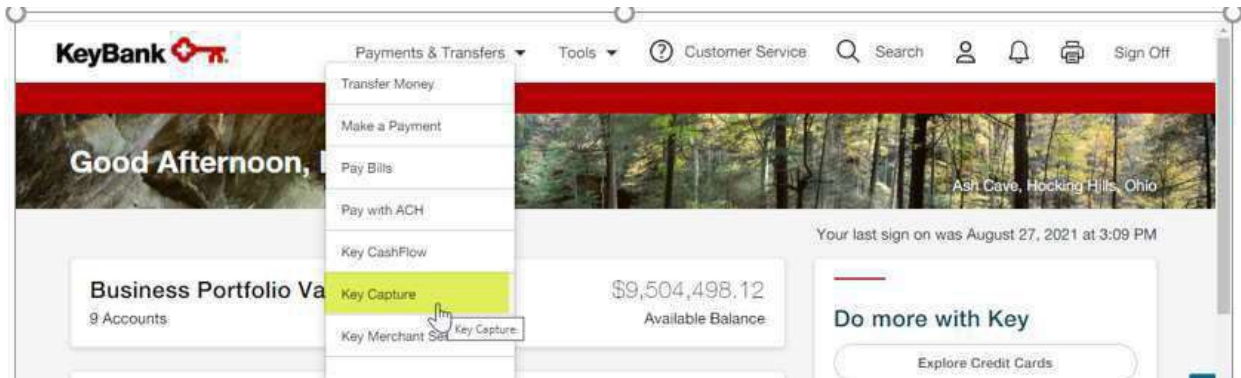 KeyBank
Payments & Transfers
Tools
Customer Service
Search
Sign Off
Transfer Money
Make a Payment
Pay Bills
Pay with ACH
Key CashFlow
Key Capture
Key Merchant
Key Capture
Good Afternoon,
Ash Cave, Hocking Hills, Ohio
Your last sign on was August 27, 2021 at 3:09 PM
Business Portfolio
9 Accounts
$9,504,498.12
Available Balance
Do more with Key
Explore Credit Cards